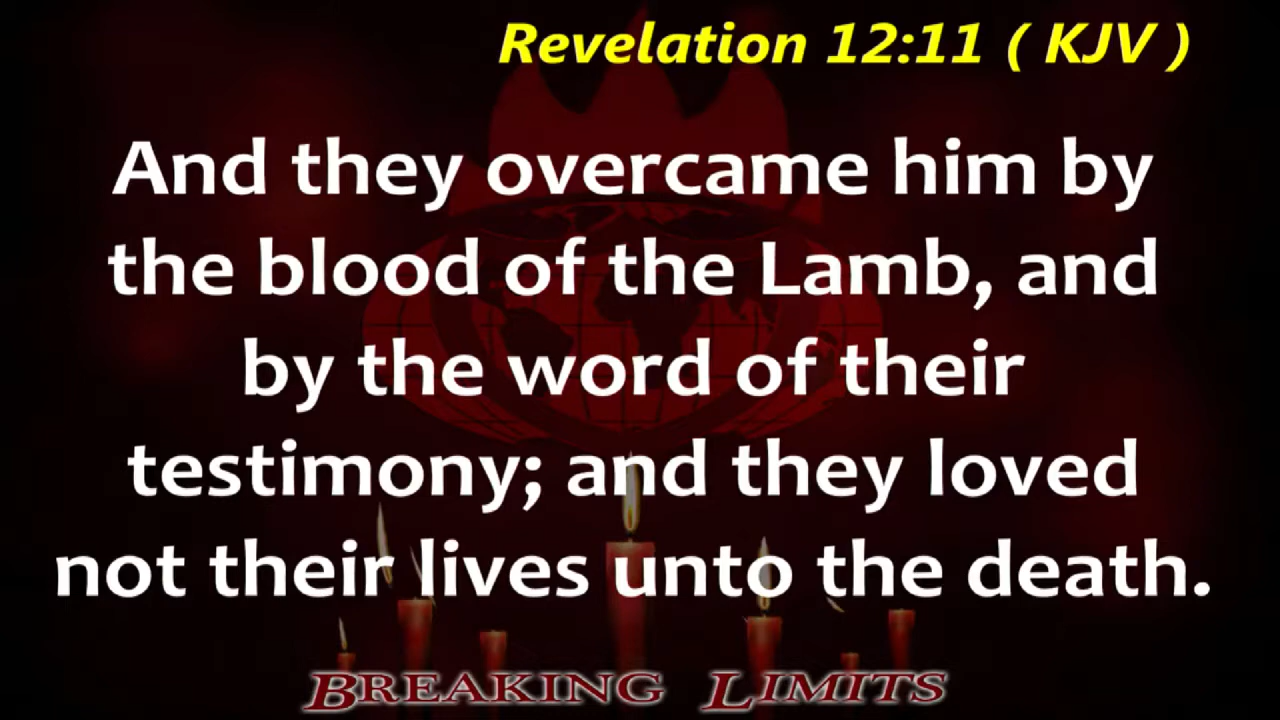 Revelation 12:11 ( KJV )
And they overcame him by
the blood of the Lamb, and
by the word of their
testimony; and they loved
not their lives unto the death.
BREAKING LIMITS